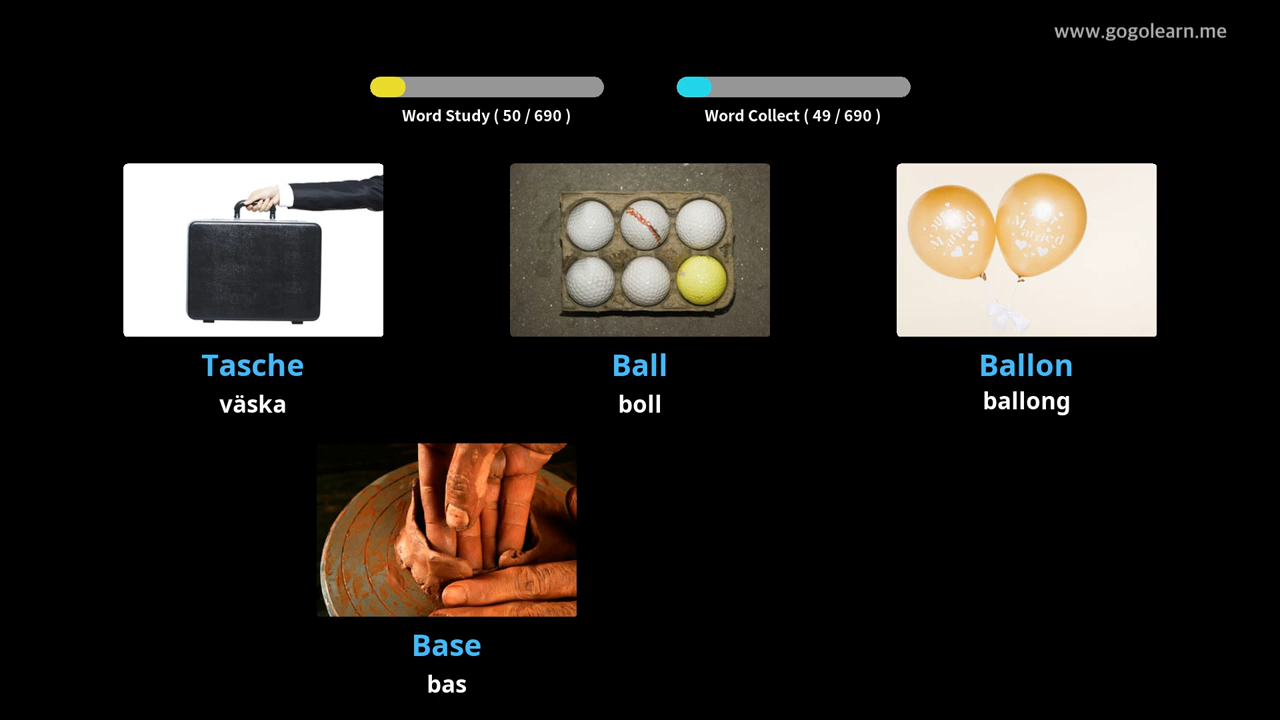 www.gogolearn.me
Word Study ( 50 / 690 )
Word Collect ( 49 / 690 )
Tasche
väska
Ball
boll
Ballon
ballong
Base
bas